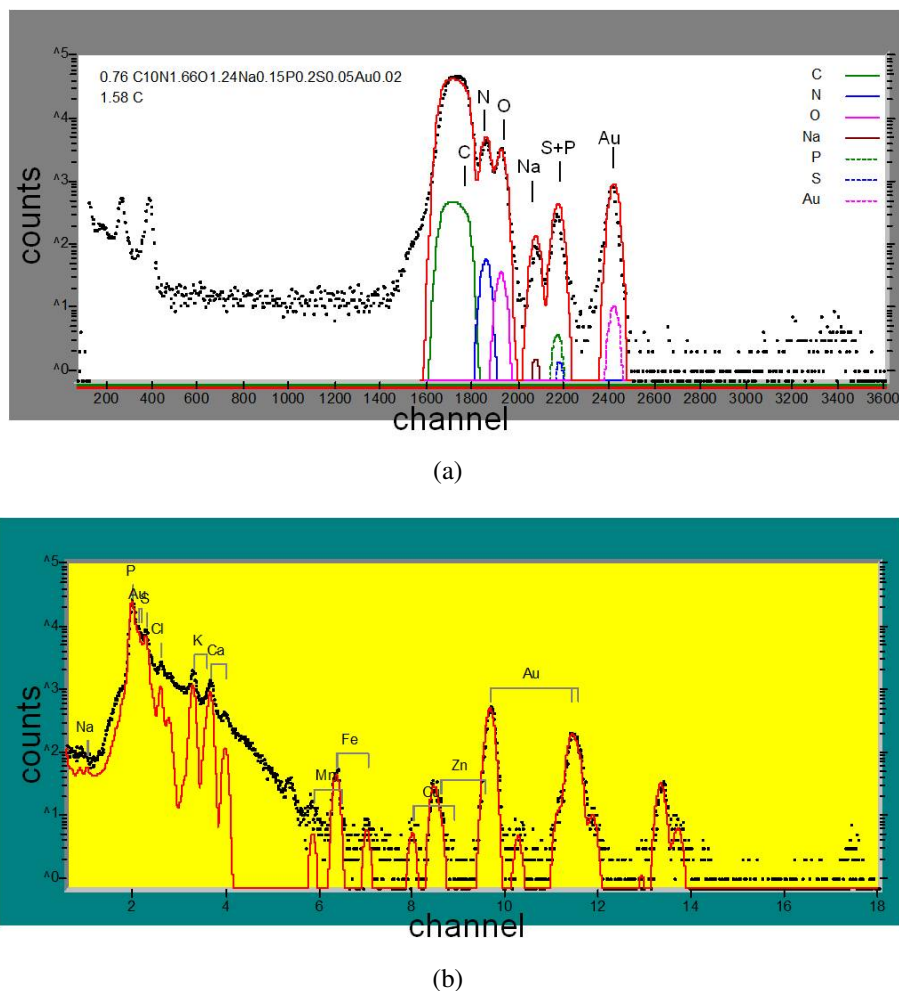 ^5
^4
^3
^2
^1
^0
counts
0.76 C10N1.66O1.24Na0.15P0.2S0.05Au0.02
1.58 C
C
N
O
Na
S+P
Au
C
N
O
Na
P
S
Au
200 400 600 800 1000 1200 1400 1600 1800 2000 2200 2400 2600 2800 3000 3200 3400 3600
channel
(a)
^5
^4
^3
^2
^1
^0
counts
Na
P
Au
S
Cl
K
Ca
Mn
Fe
Cu
Zn
Au
2 4 6 8 10 12 14 16 18
channel
(b)